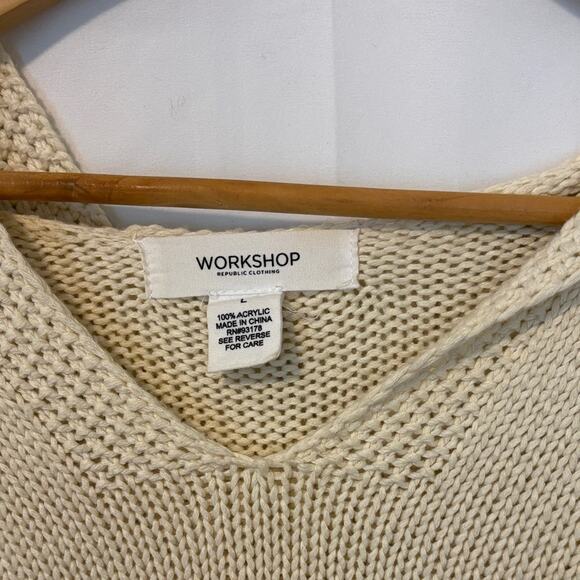 WORKSHOP
REPUBLIC CLOTHING
L
100% ACRYLIC
MADE IN CHINA
RN#93178
SEE REVERSE
FOR CARE